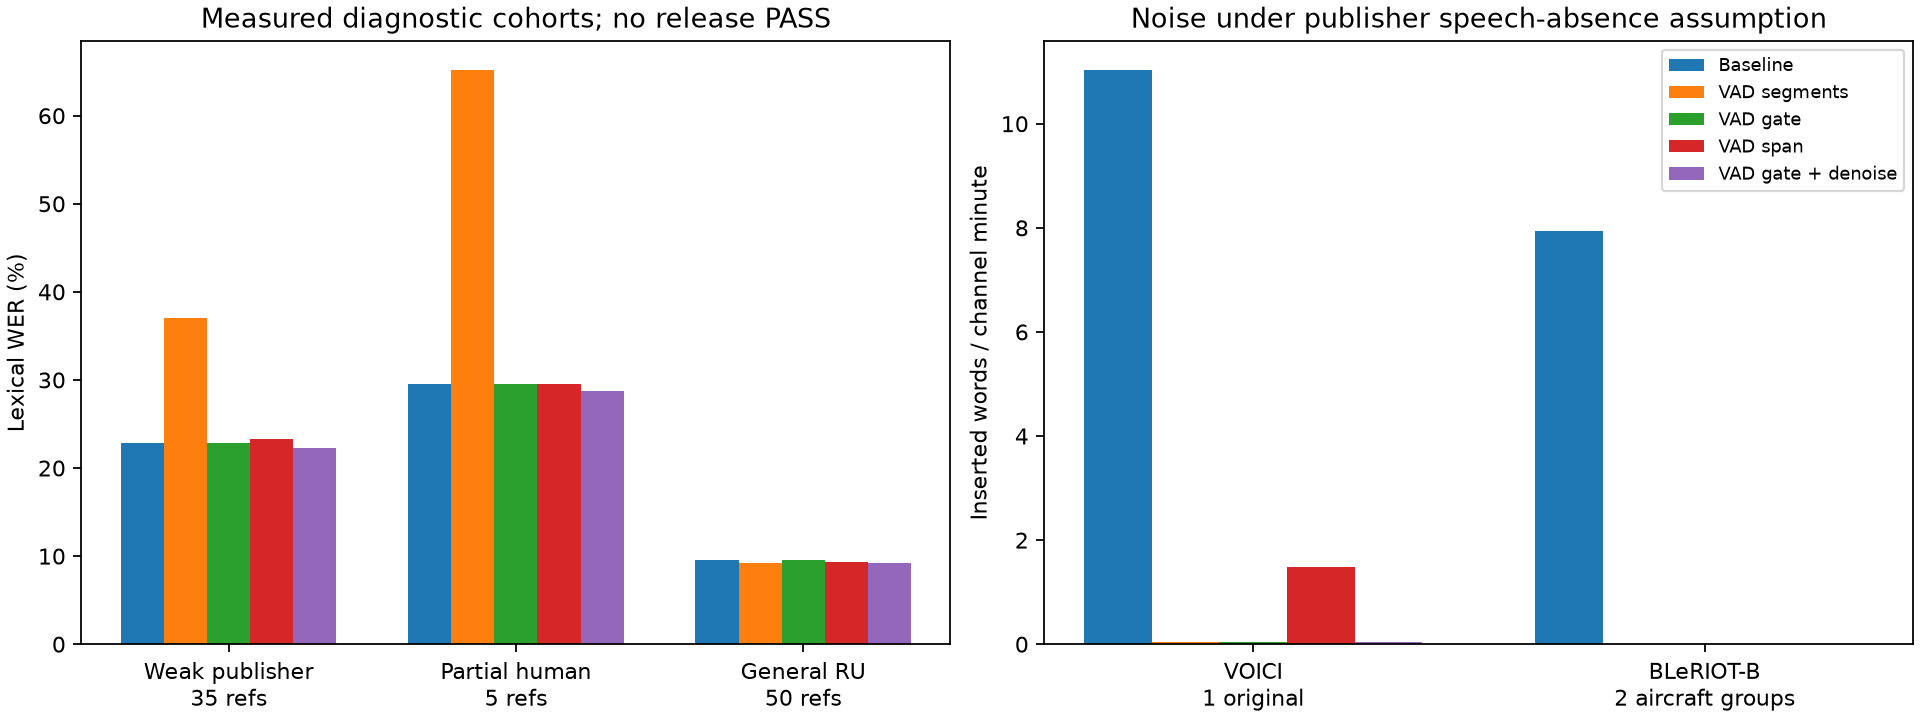 Measured diagnostic cohorts; no release PASS
Lexical WER (%)
60
50
40
30
20
10
0
Weak publisher
35 refs
Partial human
5 refs
General RU
50 refs
Noise under publisher speech-absence assumption
Inserted words / channel minute
10
8
6
4
2
0
VOICI
1 original
BLeRIOT-B
2 aircraft groups
Baseline
VAD segments
VAD gate
VAD span
VAD gate + denoise